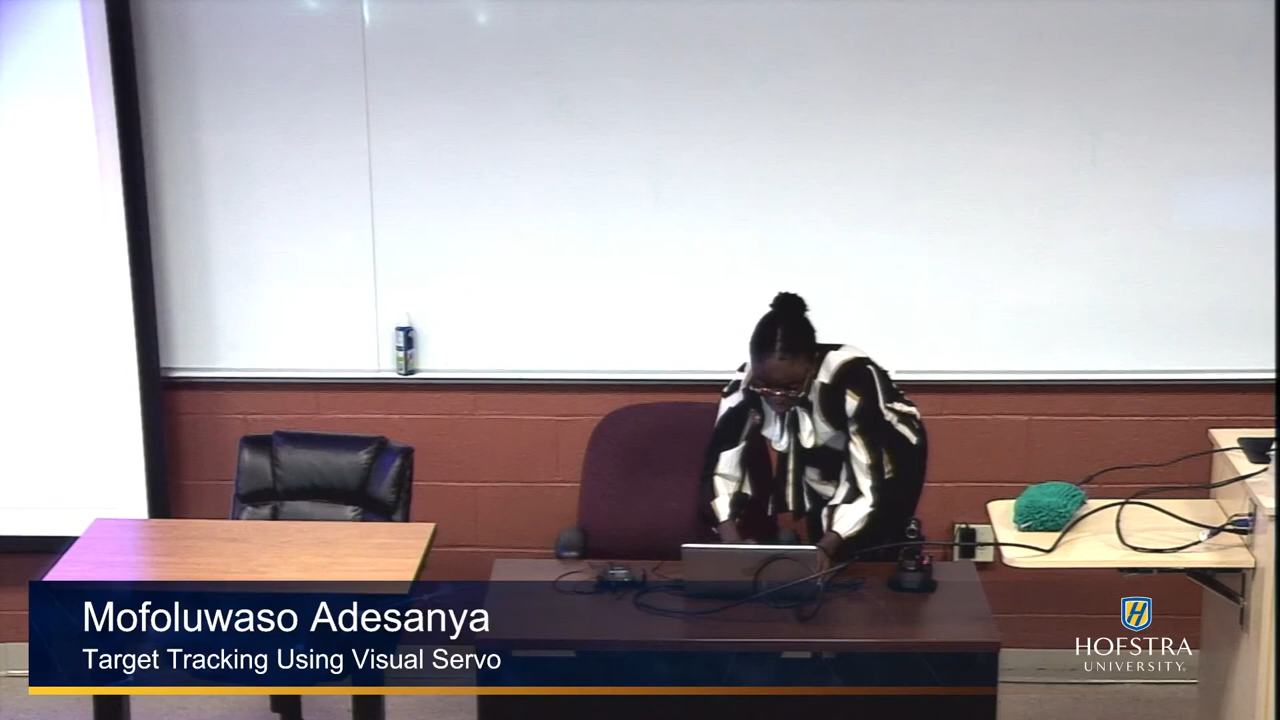 Mofoluwaso Adesanya
Target Tracking Using Visual Servo
HOFSTRA
UNIVERSITY